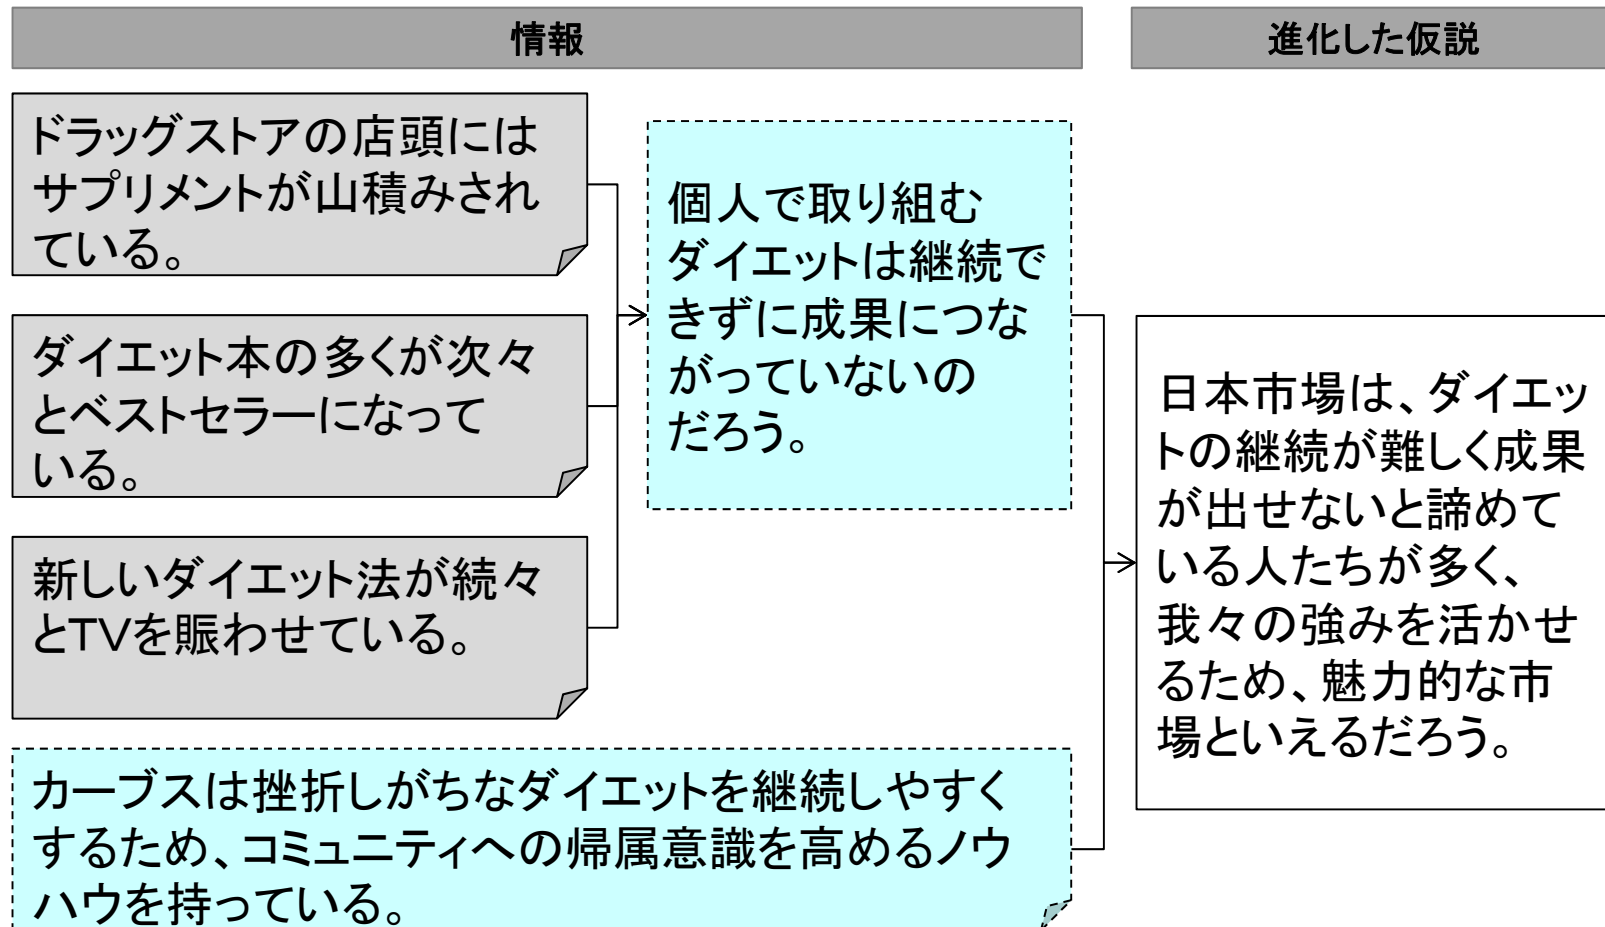 情報
進化した仮説
ドラッグストアの店頭には
サプリメントが山積みされ
ている。
ダイエット本の多くが次々
とベストセラーになって
いる。
新しいダイエット法が続々
とTVを賑わせている。
個人で取り組む
ダイエットは継続で
きずに成果につな
がっていないの
だろう。
カーブスは挫折しがちなダイエットを継続しやすく
するため、コミュニティへの帰属意識を高めるノウ
ハウを持っている。
日本市場は、ダイエッ
トの継続が難しく成果
が出せないと諦めて
いる人たちが多く、
我々の強みを活かせ
るため、魅力的な市
場といえるだろう。